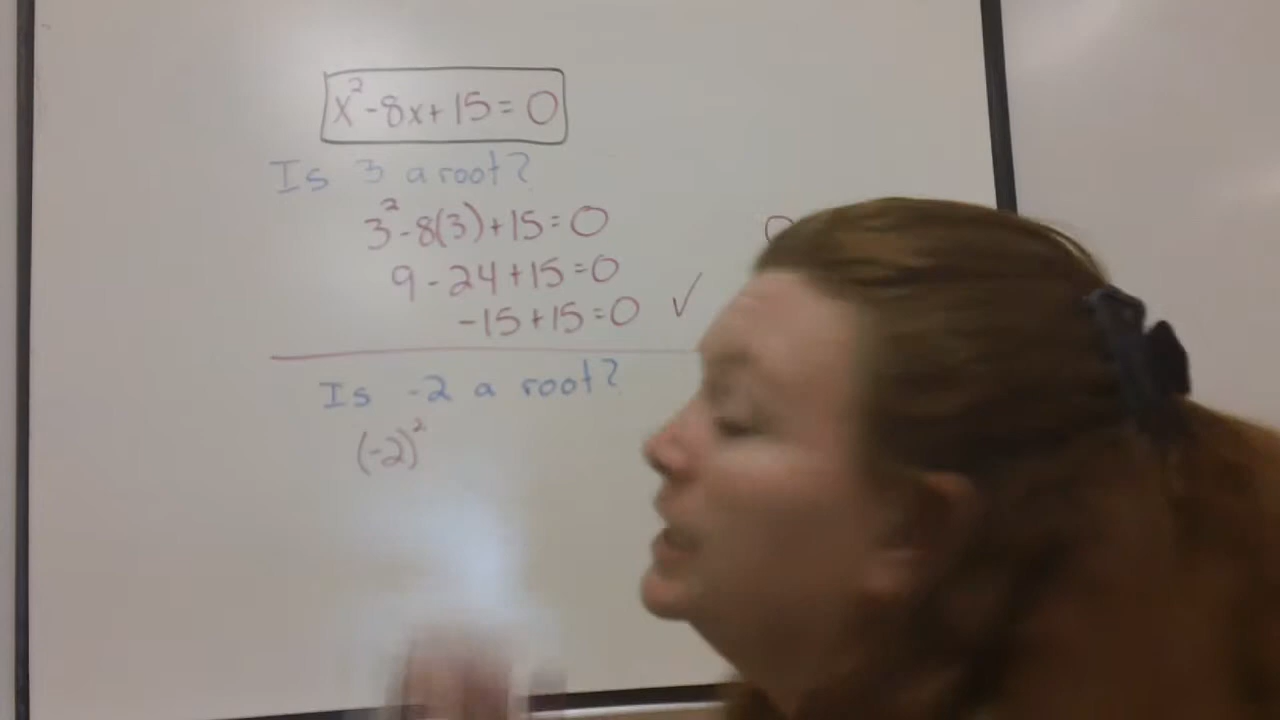 x²-8x+15=0
Is 3 a root?
3²-8(3)+15=0
9-24+15=0
-15+15=0 ✓
Is -2 a root?
(-2)²